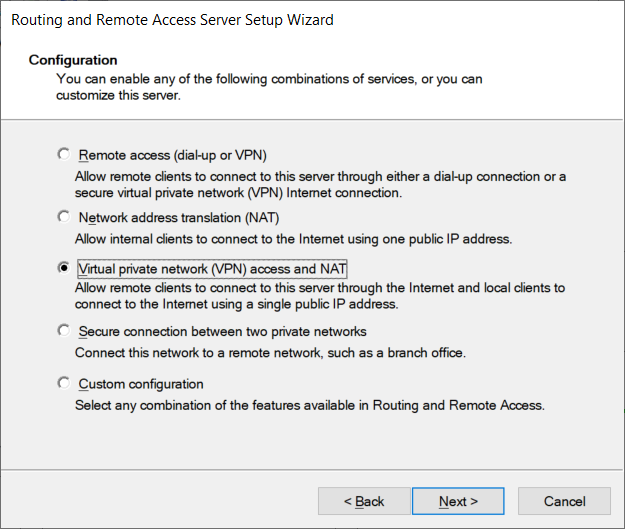 Routing and Remote Access Server Setup Wizard
Configuration
You can enable any of the following combinations of services, or you can
customize this server.
Remote access (dial-up or VPN)
Allow remote clients to connect to this server through either a dial-up connection or a
secure virtual private network (VPN) Internet connection.
Network address translation (NAT)
Allow internal clients to connect to the Internet using one public IP address.
Virtual private network (VPN) access and NAT
Allow remote clients to connect to this server through the Internet and local clients to
connect to the Internet using a single public IP address.
Secure connection between two private networks
Connect this network to a remote network, such as a branch office.
Custom configuration
Select any combination of the features available in Routing and Remote Access.
< Back
Next >
Cancel